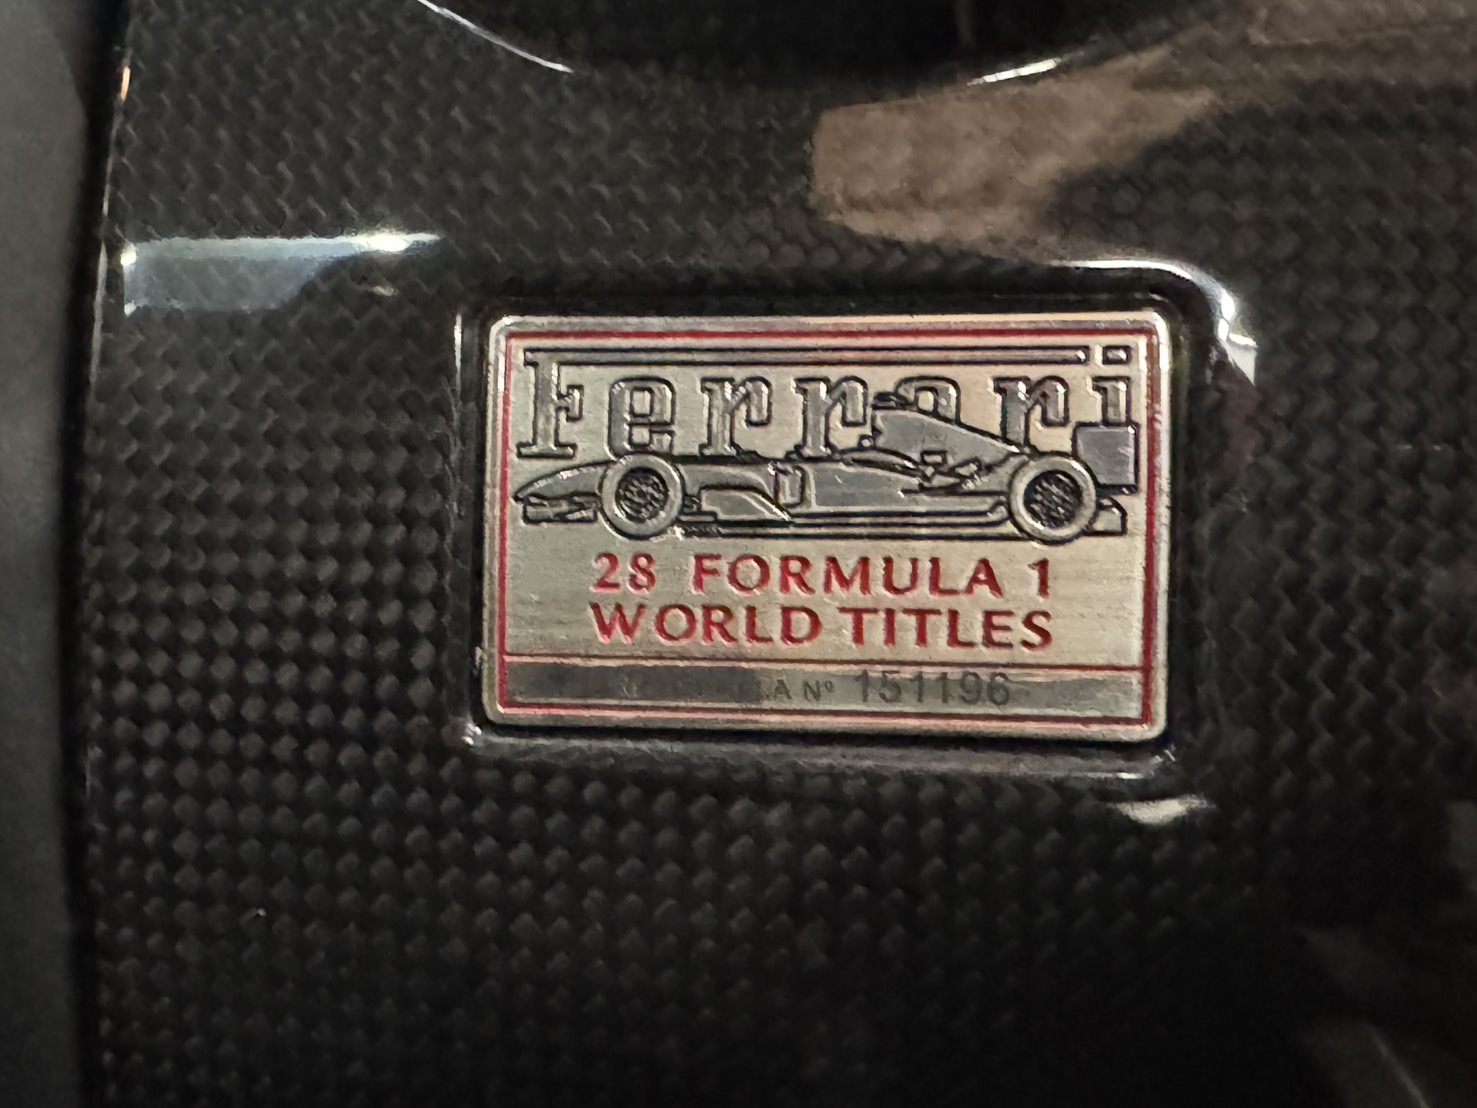 Ferrari
28 FORMULA 1
WORLD TITLES
Nº 151196